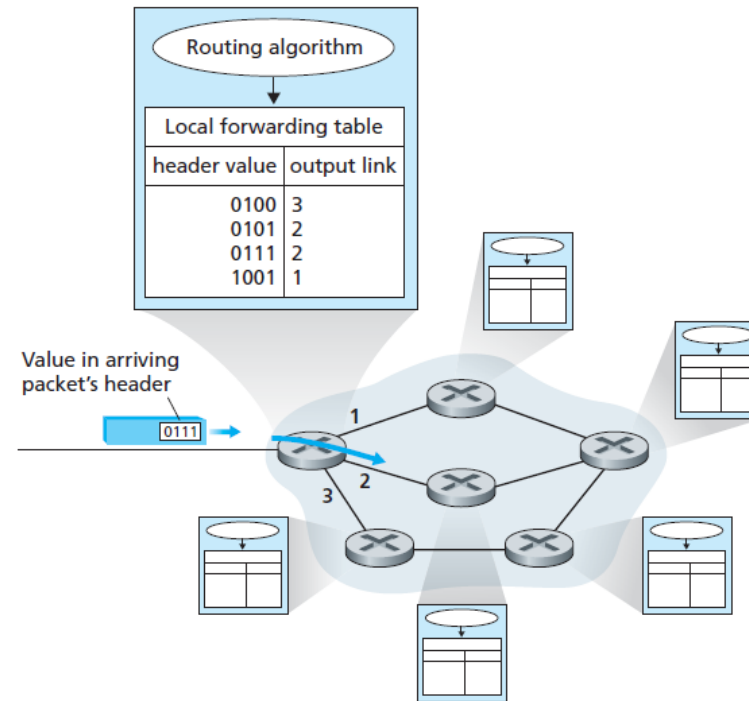 Routing algorithm
Local forwarding table
header value output link
0100 3
0101 2
0111 2
1001 1
Value in arriving
packet's header
0111
1
2
3